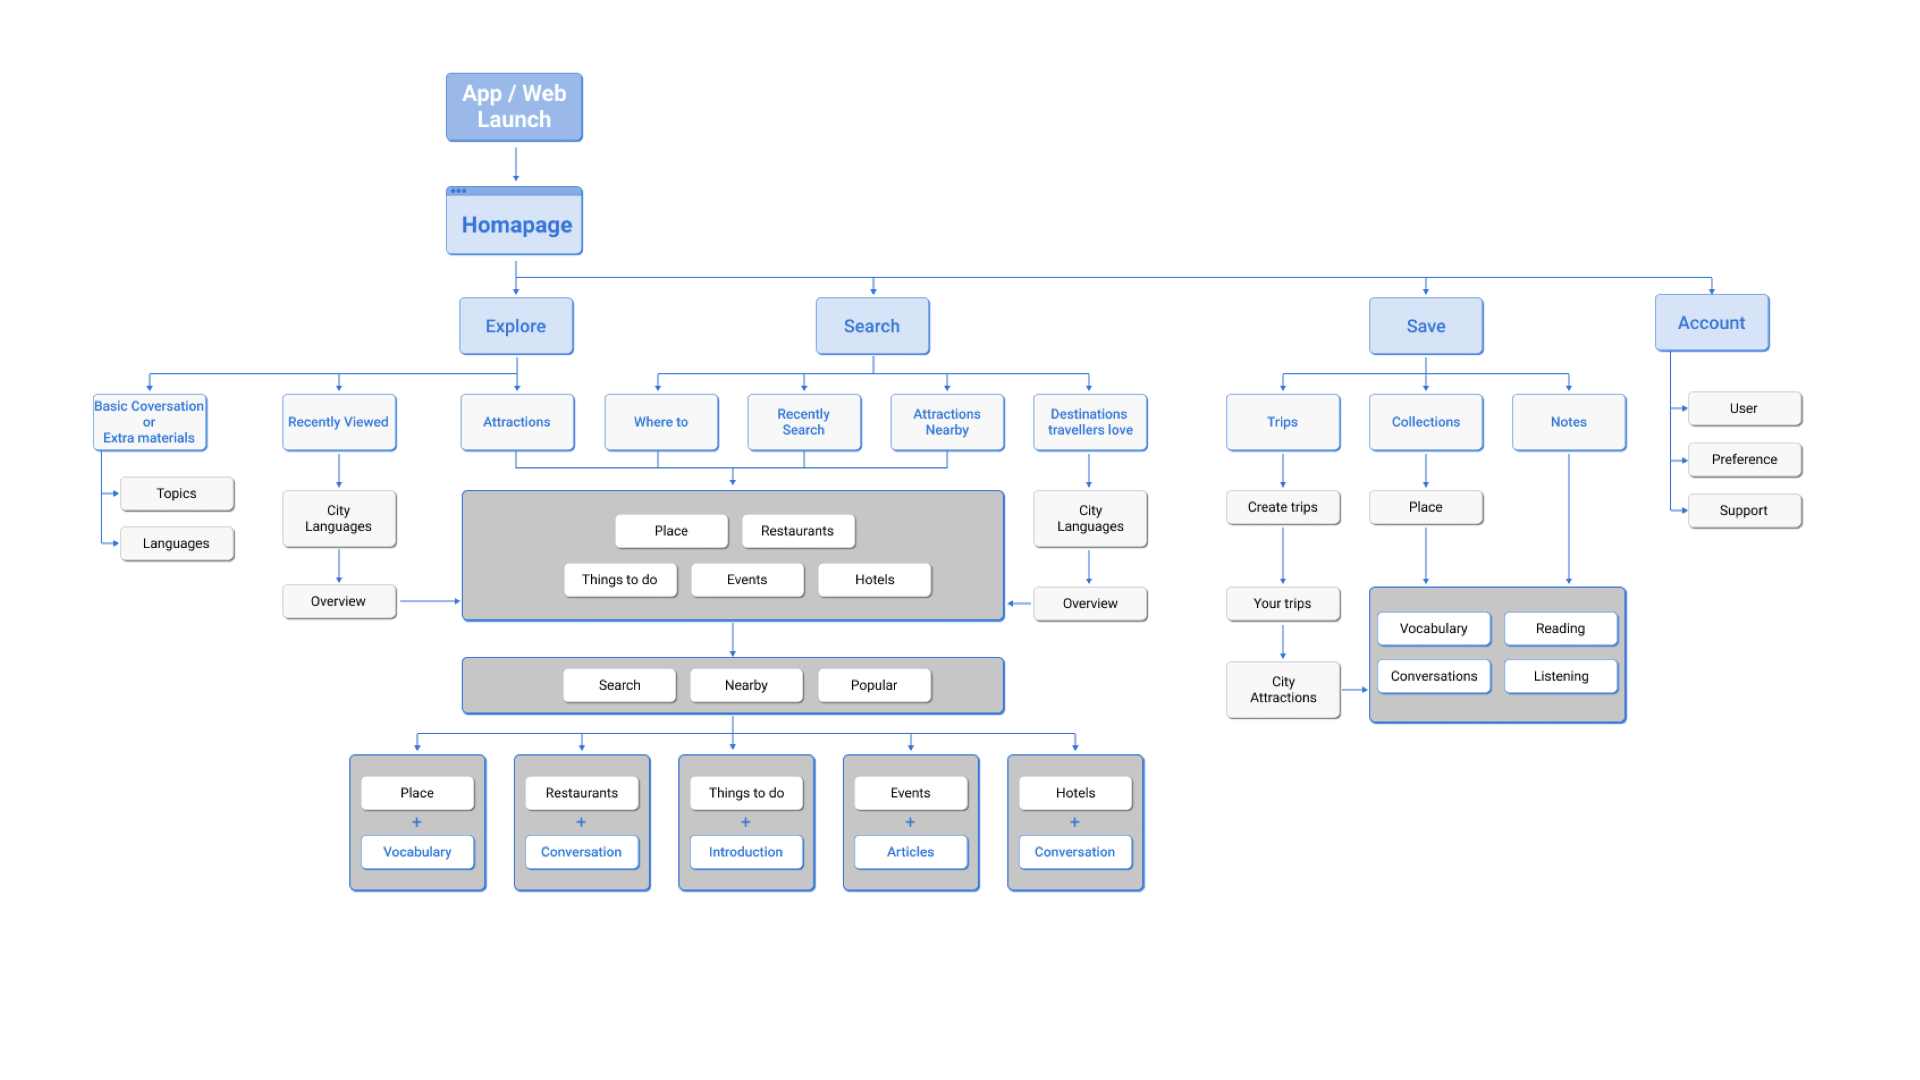 App / Web
Launch
Homapage
Explore
Search
Save
Account
Basic Coversation
or
Extra materials
Recently Viewed
Attractions
Where to
Recently
Search
Attractions
Nearby
Destinations
travellers love
Trips
Collections
Notes
User
Preference
Support
Topics
Languages
City
Languages
Overview
Place
Restaurants
Things to do
Events
Hotels
City
Languages
Overview
Create trips
Your trips
City
Attractions
Place
Vocabulary
Reading
Conversations
Listening
Search
Nearby
Popular
Place
+
Vocabulary
Restaurants
+
Conversation
Things to do
+
Introduction
Events
+
Articles
Hotels
+
Conversation